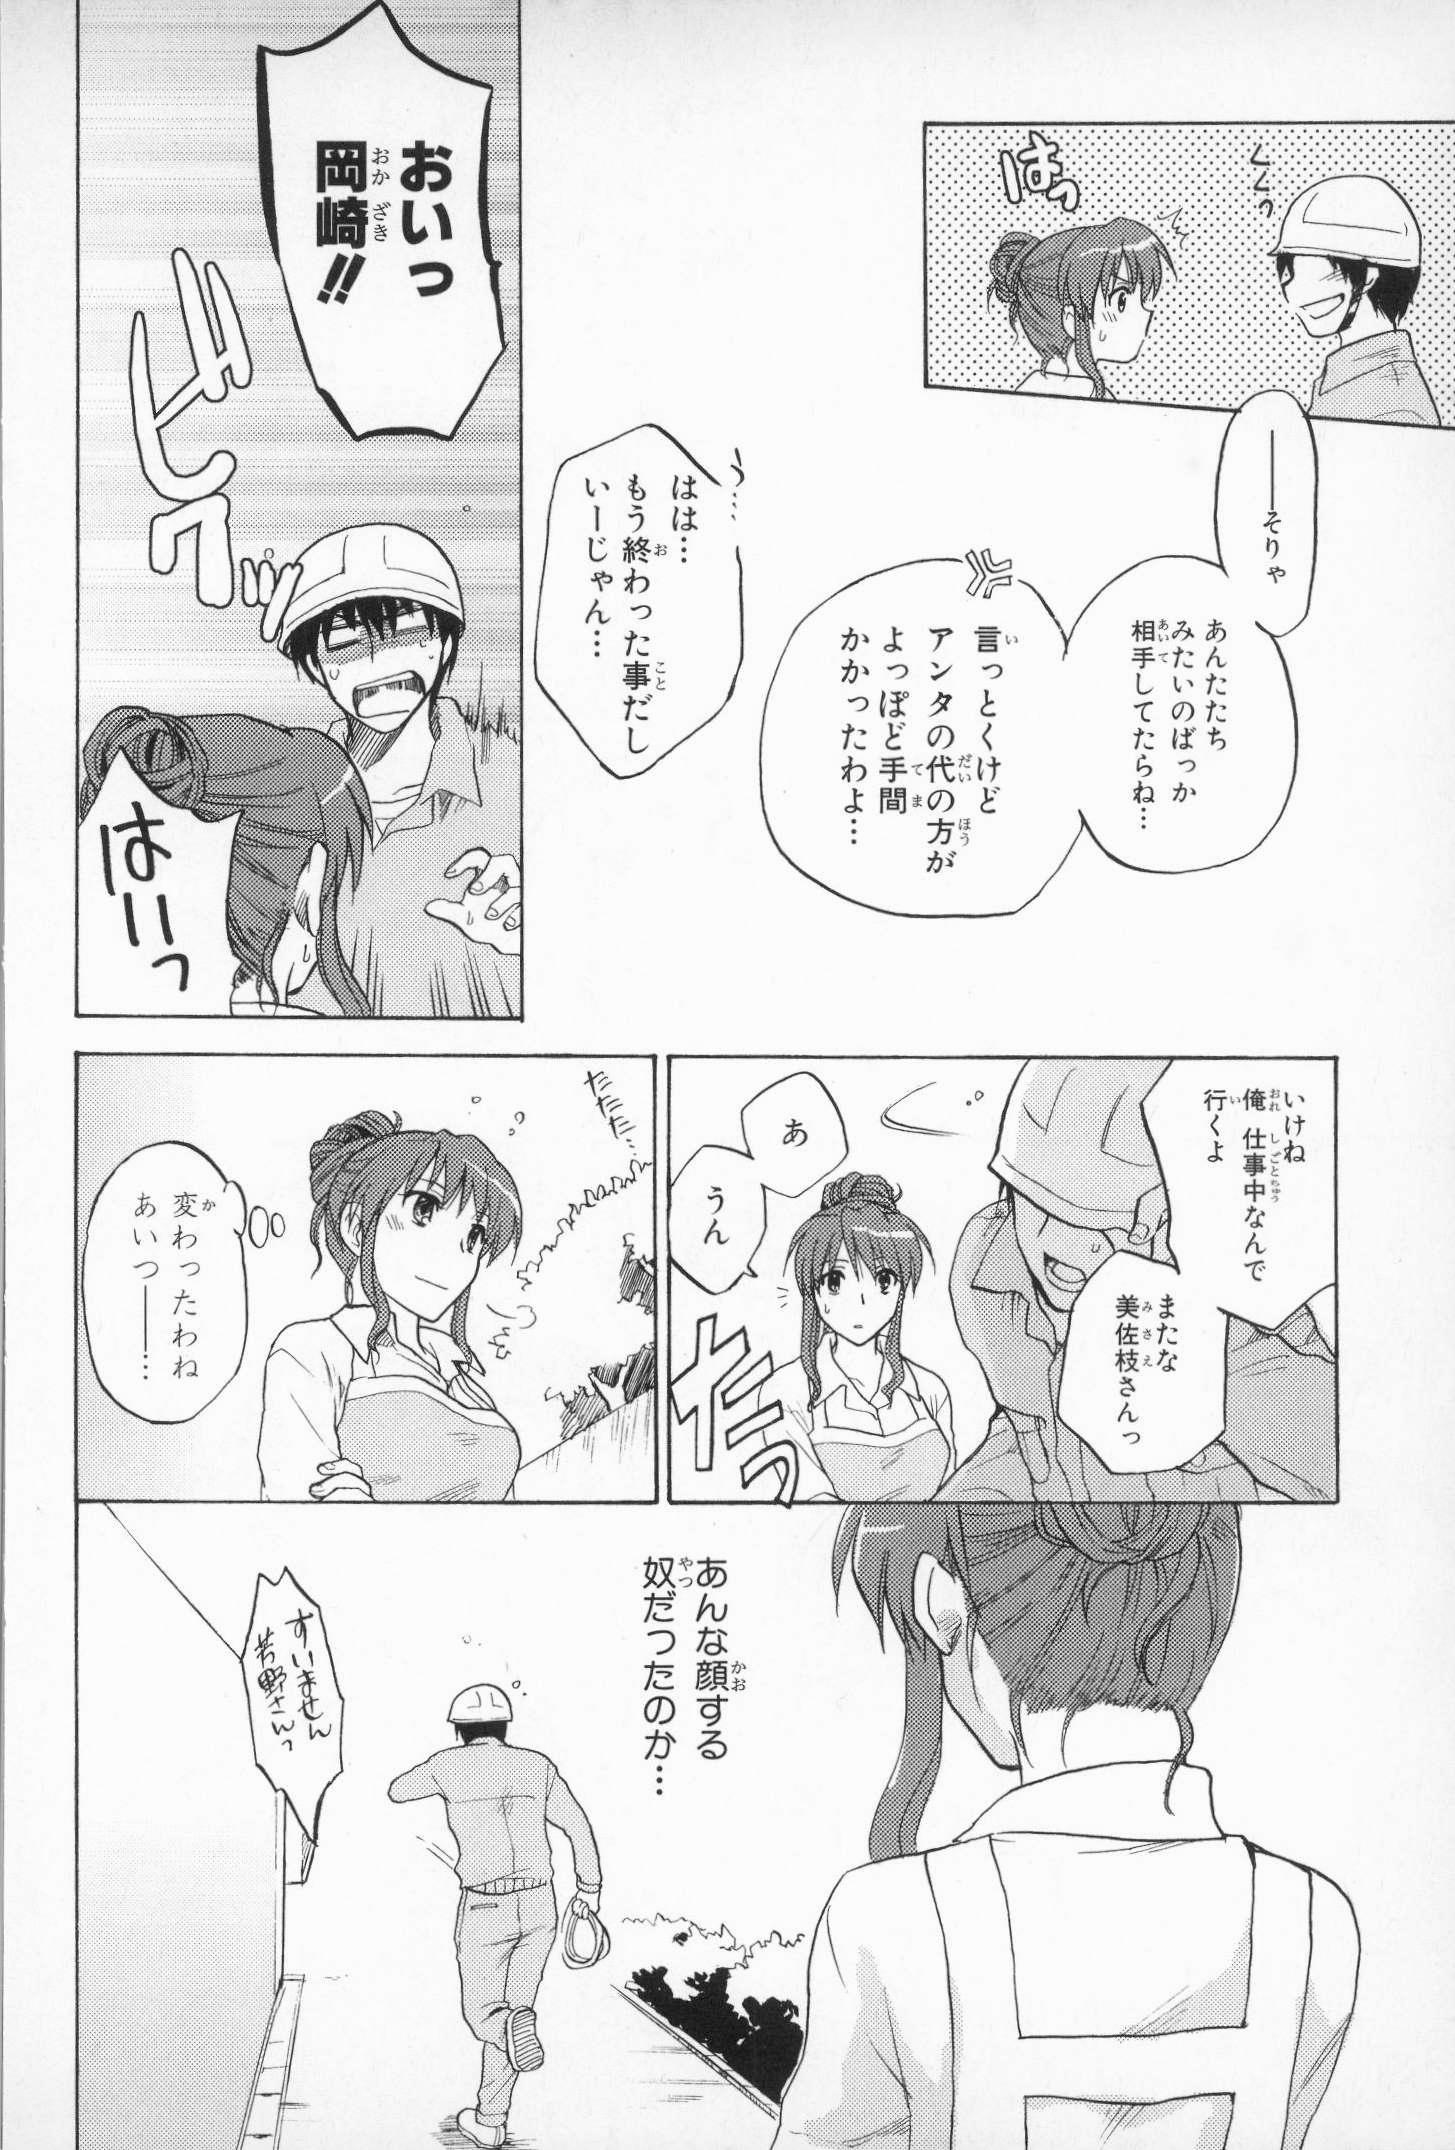 はっ
くくっ
――そりゃ
あんたたち
みたいのばっか
相手してたらね…
言っとくけど
アンタの代の方が
よっぽど手間
かかったわよ…
う…
はは…
もう終わった事だし
いーじゃん…
おいっ
岡崎!!
ビクッ
はいっ
いけね
俺 仕事中なんで
行くよ
またな
美佐枝さんっ
あ
うん
たっ
たたた
変わったわね
あいつ――…
あんな顔する
奴だったのか…
すいません
芳野さんっ